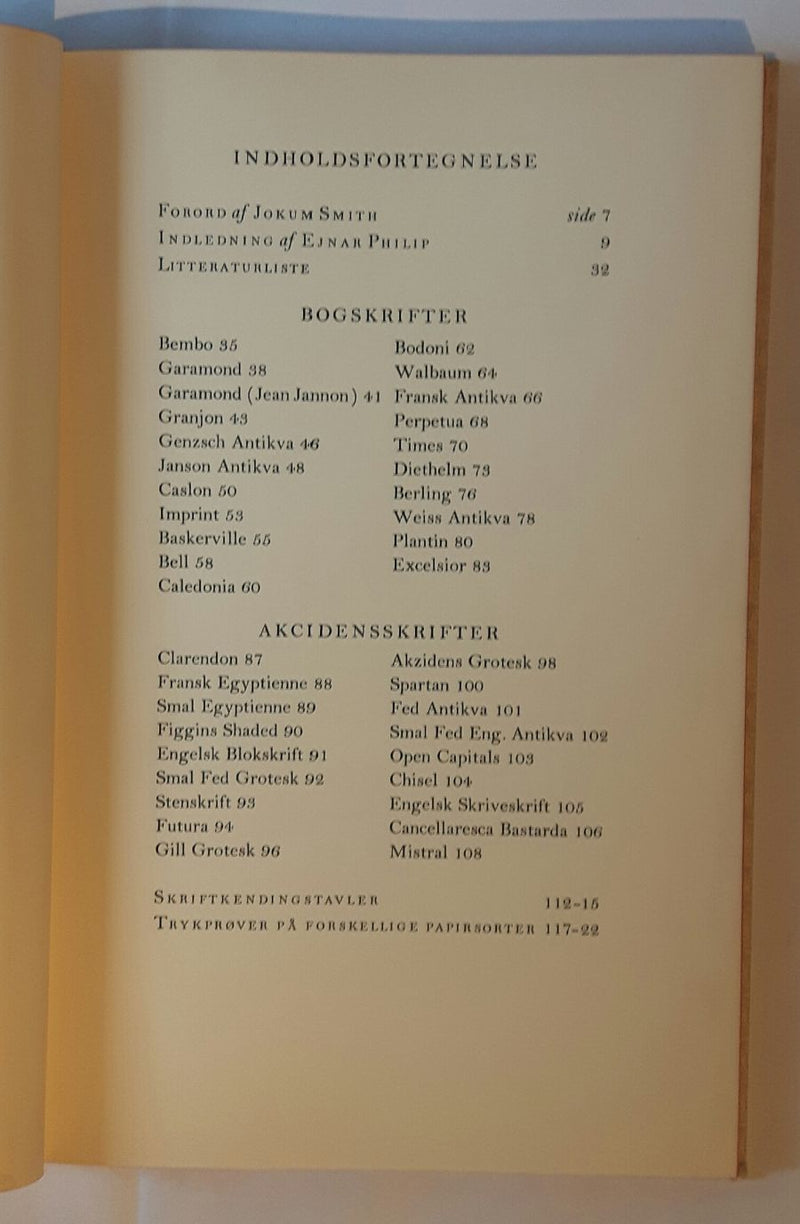 INDHOLDSFORTEGNELSE
FORORD af JOKUM SMITH side 7
INDLEDNING af EJNAR PHILIP 9
LITTERATURLISTE 32
BOGSKRIFTER
Bembo 35
Garamond 38
Garamond (Jean Jannon) 41
Granjon 43
Genzsch Antikva 46
Janson Antikva 48
Caslon 50
Imprint 53
Baskerville 55
Bell 58
Caledonia 60
Bodoni 62
Walbaum 64
Fransk Antikva 66
Perpetua 68
Times 70
Diethelm 73
Berling 76
Weiss Antikva 78
Plantin 80
Excelsior 83
AKCIDENSSKRIFTER
Clarendon 87
Fransk Egyptienne 88
Smal Egyptienne 89
Figgins Shaded 90
Engelsk Blokskrift 91
Smal Fed Grotesk 92
Stenskrift 93
Futura 94
Gill Grotesk 96
Akzidens Grotesk 98
Spartan 100
Fed Antikva 101
Smal Fed Eng. Antikva 102
Open Capitals 103
Chisel 104
Engelsk Skriveskrift 105
Cancellaresca Bastarda 106
Mistral 108
SKRIFTKENDINGSTAVLER 112-15
TRYKPRØVER PÅ FORSKELLIGE PAPIRSORTER 117-22